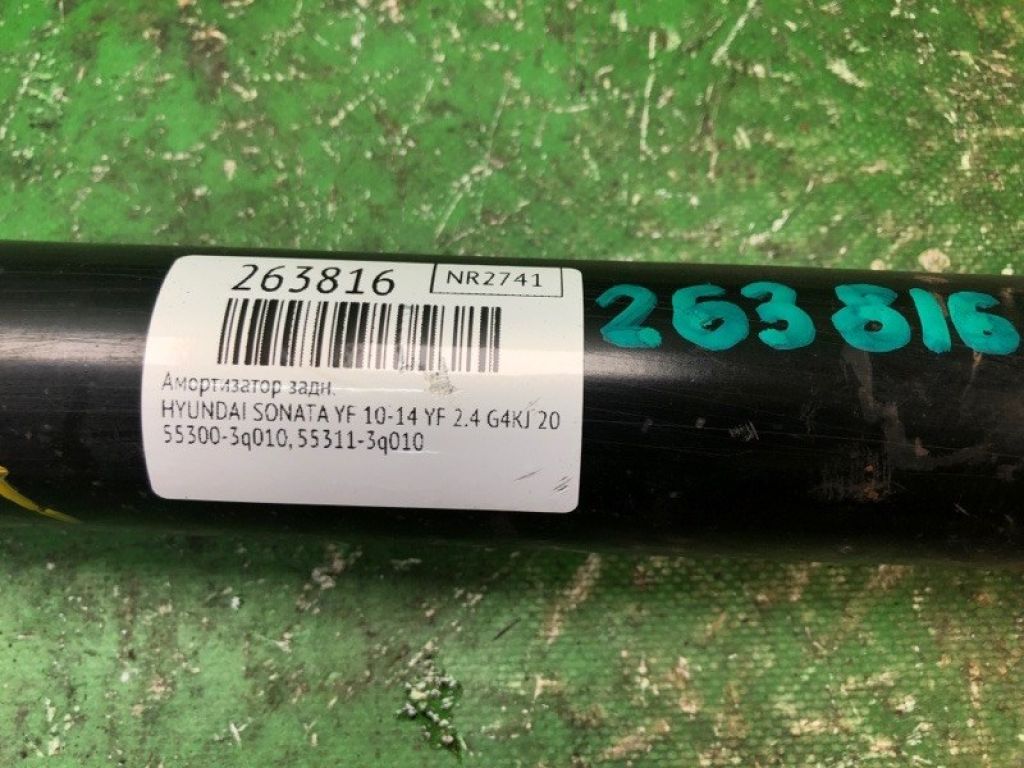 263816 NR2741
Амортизатор задн.
HYUNDAI SONATA YF 10-14 YF 2.4 G4KJ 20
55300-3q010, 55311-3q010
263816